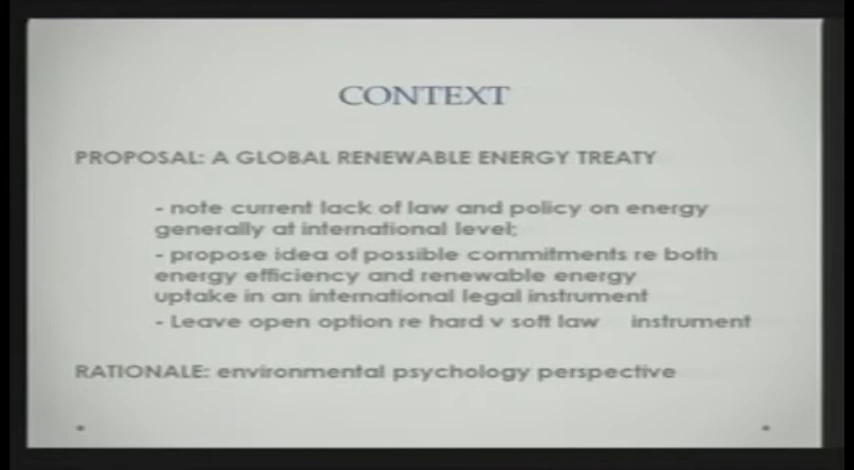 CONTEXT
PROPOSAL: A GLOBAL RENEWABLE ENERGY TREATY
- note current lack of law and policy on energy
generally at international level;
- propose idea of possible commitments re both
energy efficiency and renewable energy
uptake in an international legal instrument
- Leave open option re hard v soft law instrument
RATIONALE: environmental psychology perspective